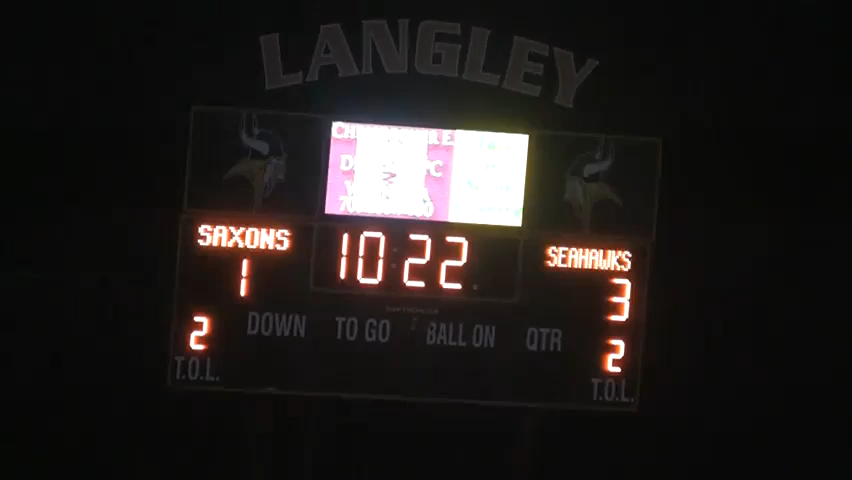 LANGLEY
SAXONS
10:22
SEAHAWKS
1
3
DOWN
TO GO
BALL ON
QTR
2
2
T.O.L.
T.O.L.